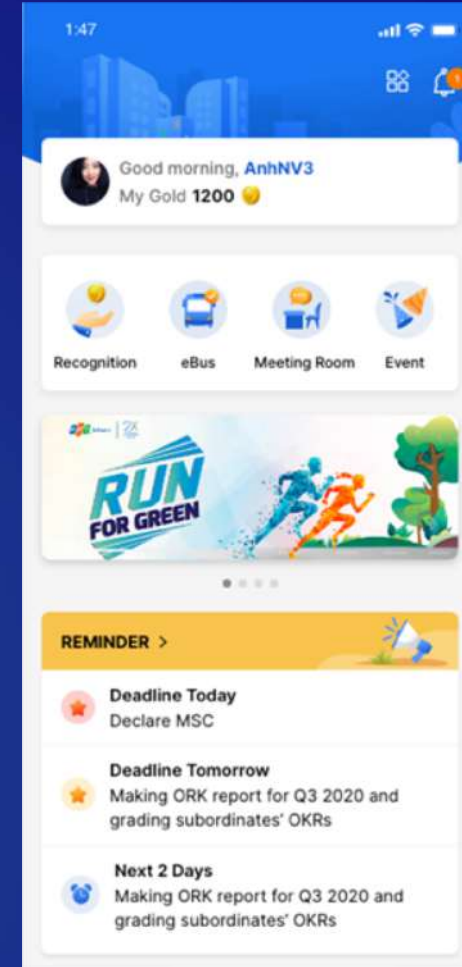 1:47
1
Good morning, AnhNV3
My Gold 1200
Recognition
eBus
Meeting Room
Event
RUN
FOR GREEN
REMINDER >
Deadline Today
Declare MSC
Deadline Tomorrow
Making ORK report for Q3 2020 and
grading subordinates' OKRs
Next 2 Days
Making ORK report for Q3 2020 and
grading subordinates' OKRs